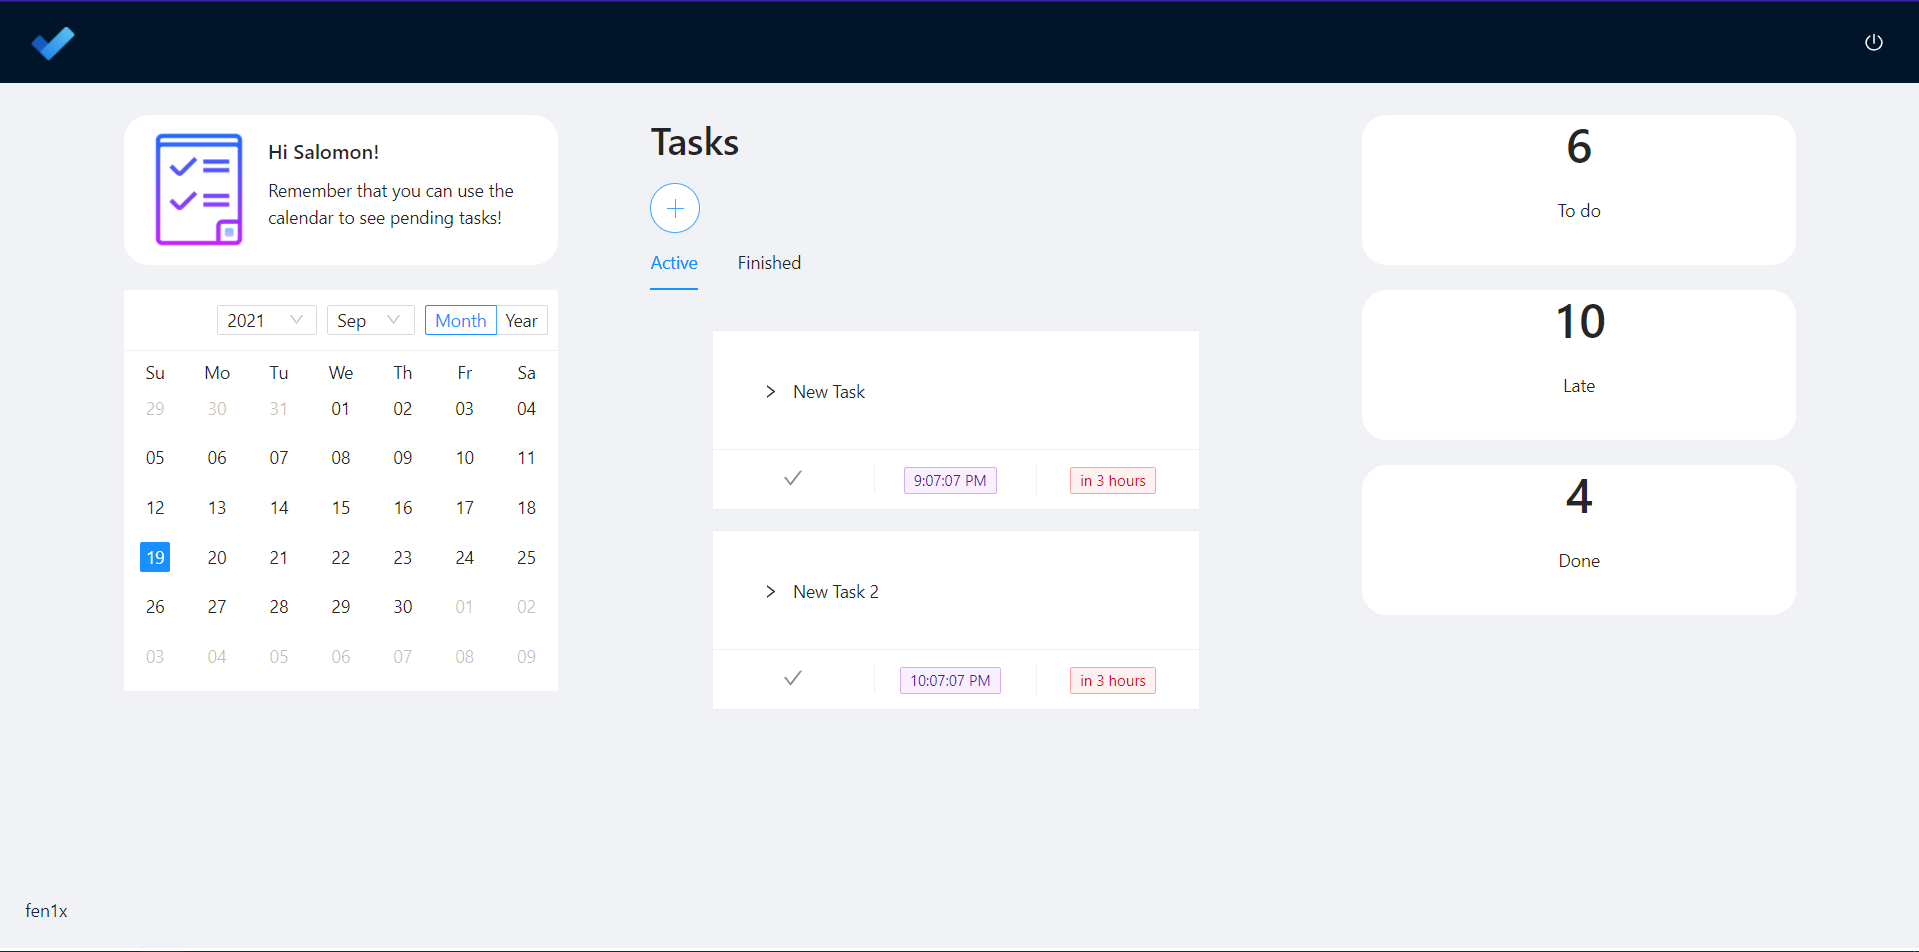 Hi Salomon!
Remember that you can use the
calendar to see pending tasks!
2021 Sep Month Year
Su Mo Tu We Th Fr Sa
29 30 31 01 02 03 04
05 06 07 08 09 10 11
12 13 14 15 16 17 18
19 20 21 22 23 24 25
26 27 28 29 30 01 02
03 04 05 06 07 08 09
Tasks
Active Finished
New Task
9:07:07 PM in 3 hours
New Task 2
10:07:07 PM in 3 hours
6
To do
10
Late
4
Done
fen1x